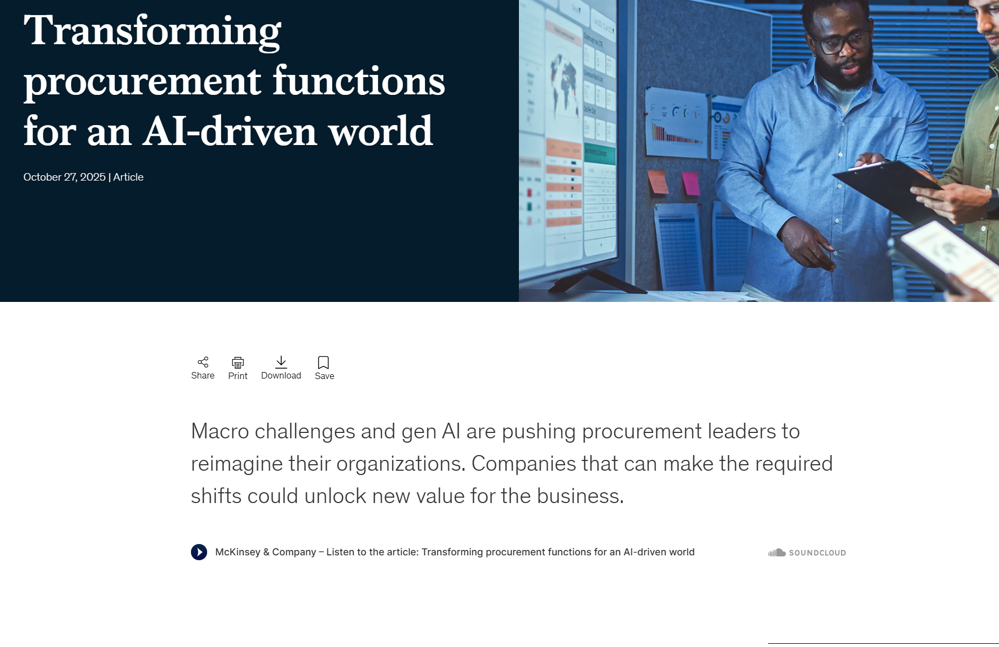 Transforming
procurement functions
for an AI-driven world
October 27, 2025 | Article
Share
Print
Download
Save
Macro challenges and gen AI are pushing procurement leaders to
reimagine their organizations. Companies that can make the required
shifts could unlock new value for the business.
McKinsey & Company – Listen to the article: Transforming procurement functions for an AI-driven world
SOUNDCLOUD